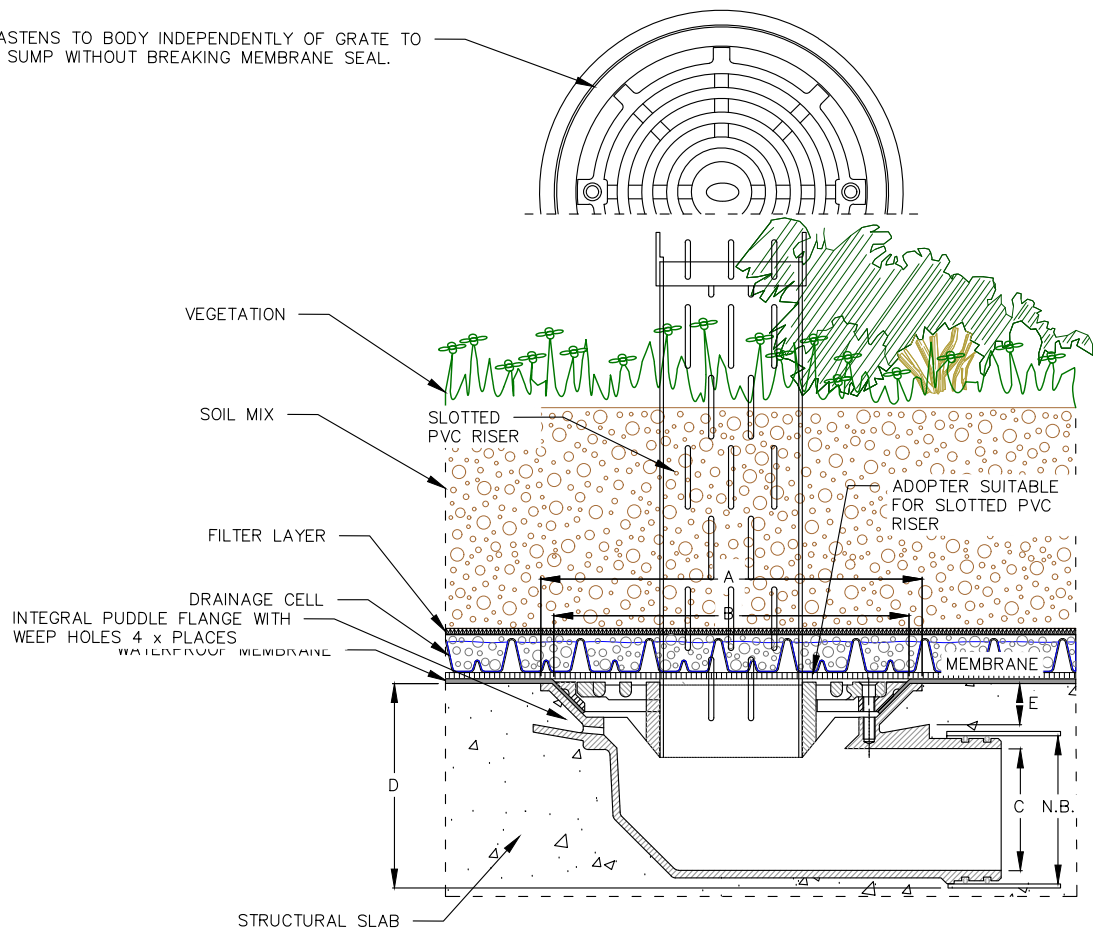 ASTENS TO BODY INDEPENDENTLY OF GRATE TO
SUMP WITHOUT BREAKING MEMBRANE SEAL.
VEGETATION
SOIL MIX
SLOTTED
PVC RISER
ADOPTER SUITABLE
FOR SLOTTED PVC
RISER
FILTER LAYER
A
DRAINAGE CELL
B
INTEGRAL PUDDLE FLANGE WITH
WEEP HOLES 4 x PLACES
WATERPROOF MEMBRANE
MEMBRANE
E
D
C
N.B.
STRUCTURAL SLAB